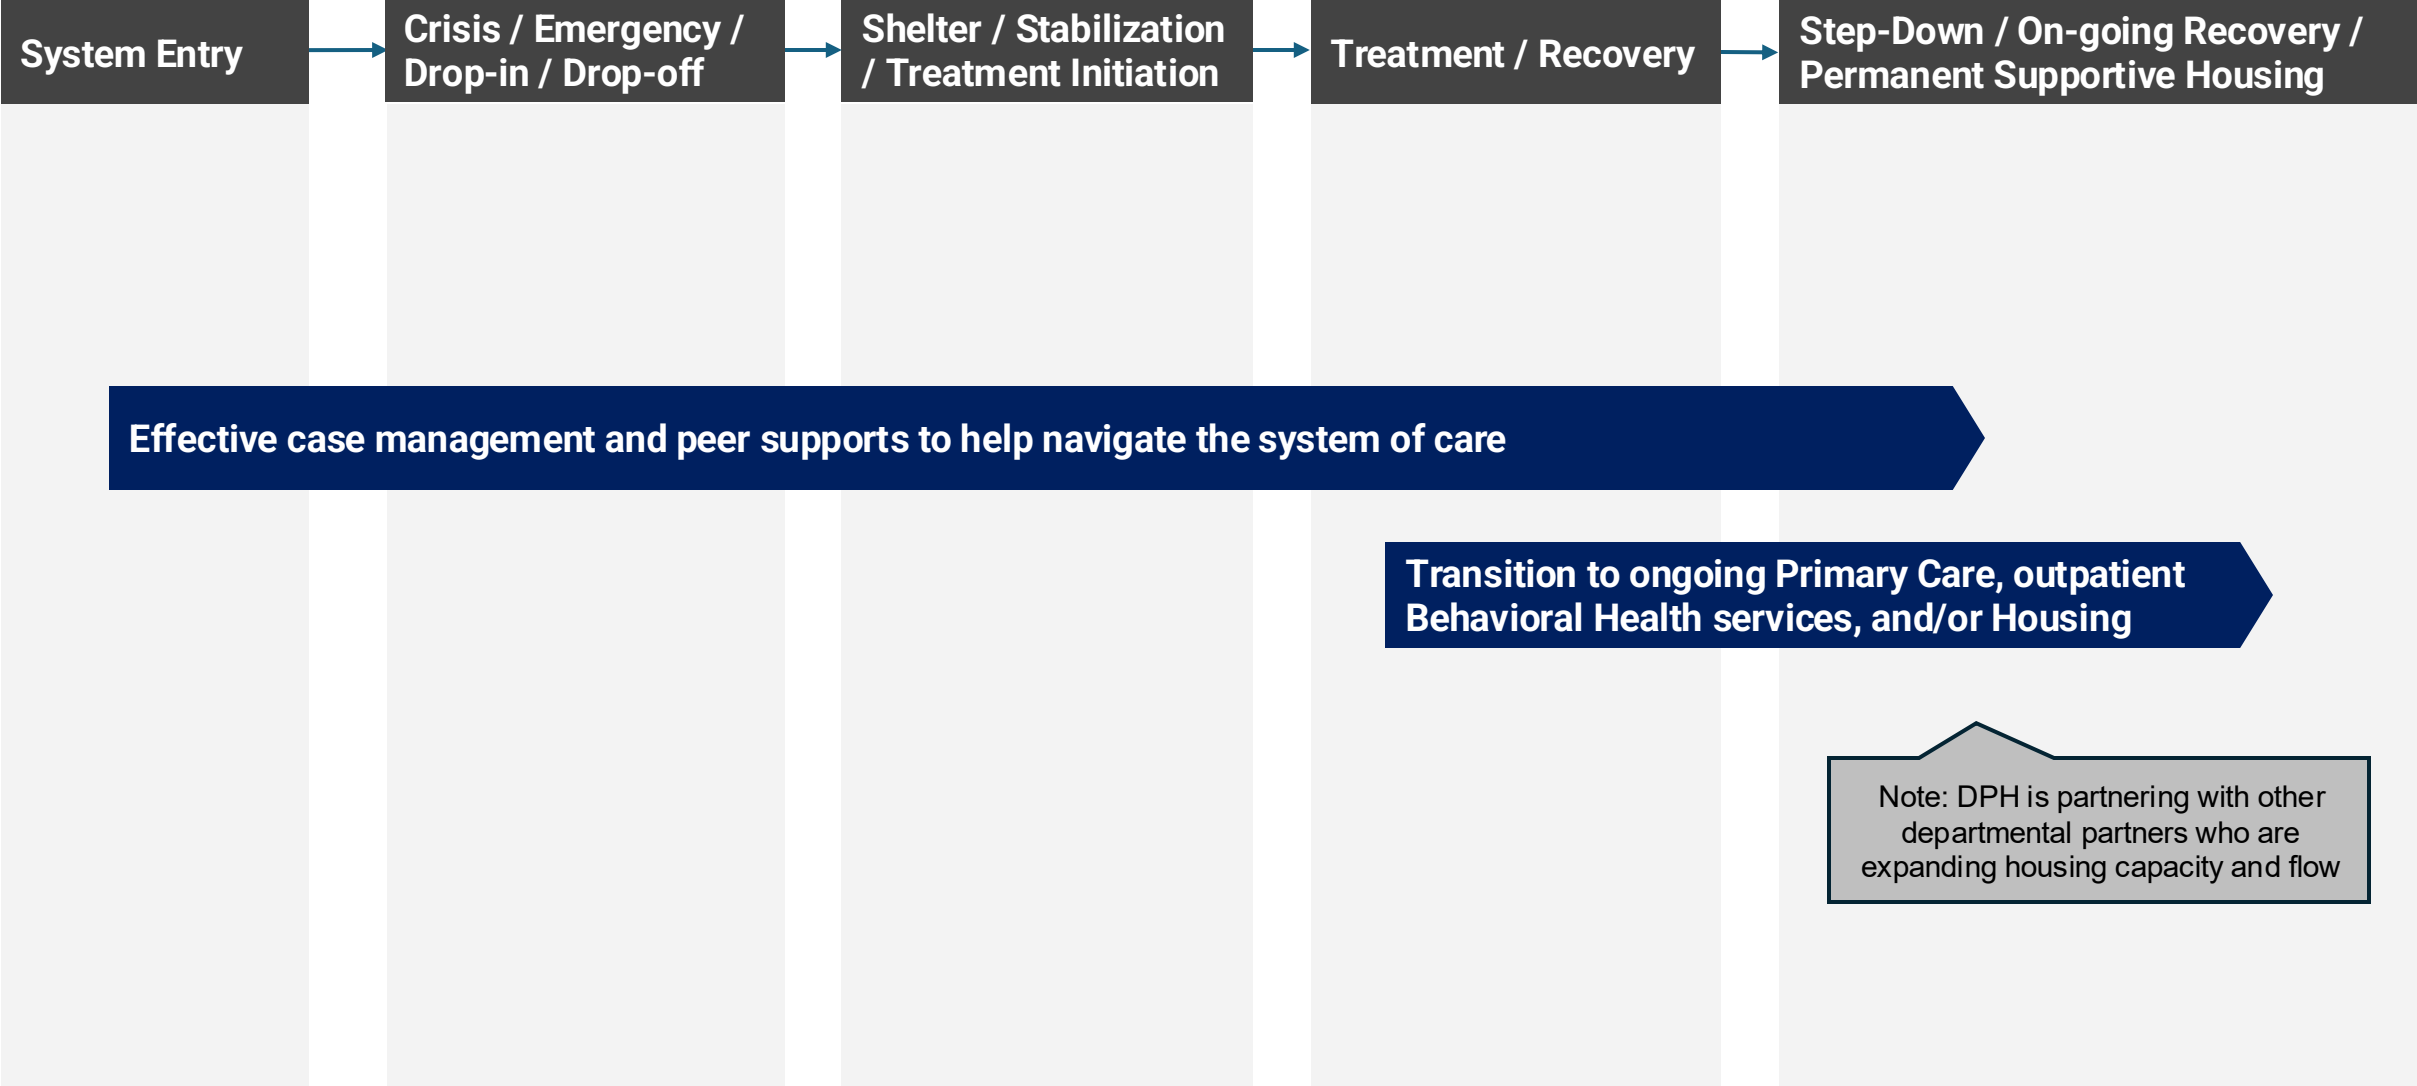 System Entry
Crisis / Emergency /
Drop-in / Drop-off
Shelter / Stabilization
/ Treatment Initiation
Treatment / Recovery
Step-Down / On-going Recovery /
Permanent Supportive Housing
Effective case management and peer supports to help navigate the system of care
Transition to ongoing Primary Care, outpatient
Behavioral Health services, and/or Housing
Note: DPH is partnering with other
departmental partners who are
expanding housing capacity and flow